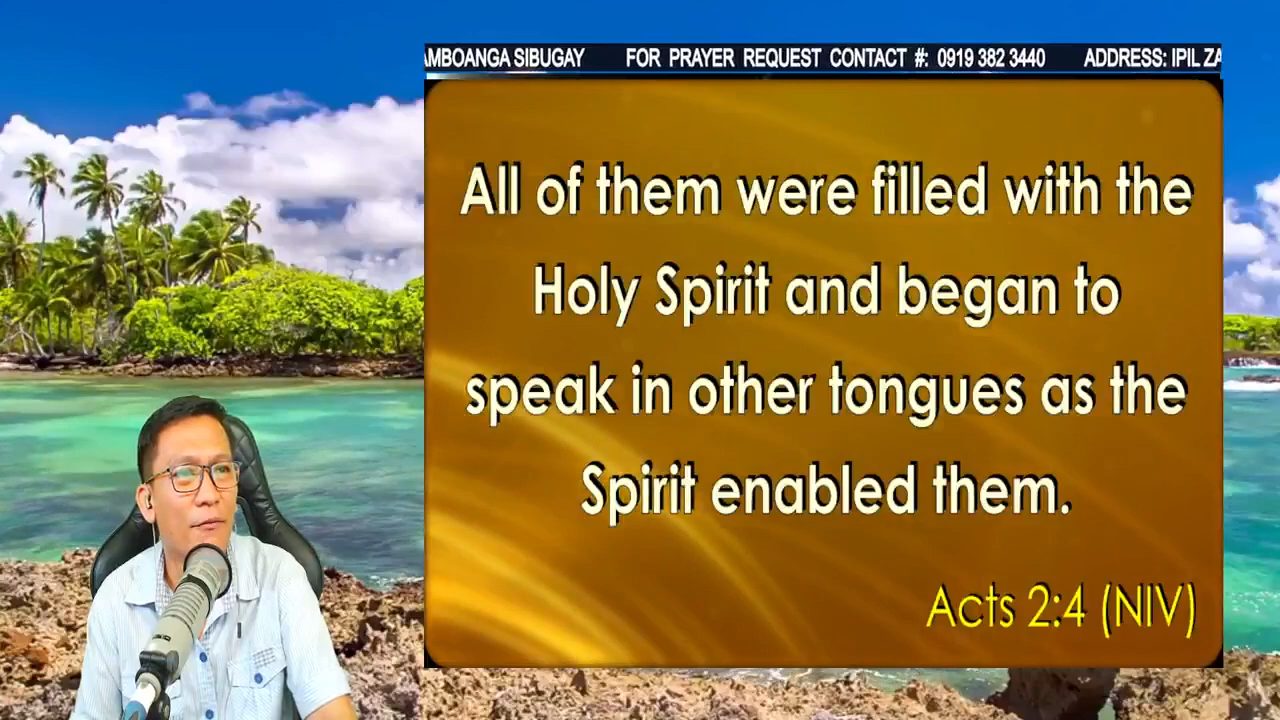 AMBOANGA SIBUGAY FOR PRAYER REQUEST CONTACT #: 0919 382 3440 ADDRESS: IPIL ZA
All of them were filled with the
Holy Spirit and began to
speak in other tongues as the
Spirit enabled them.
Acts 2:4 (NIV)